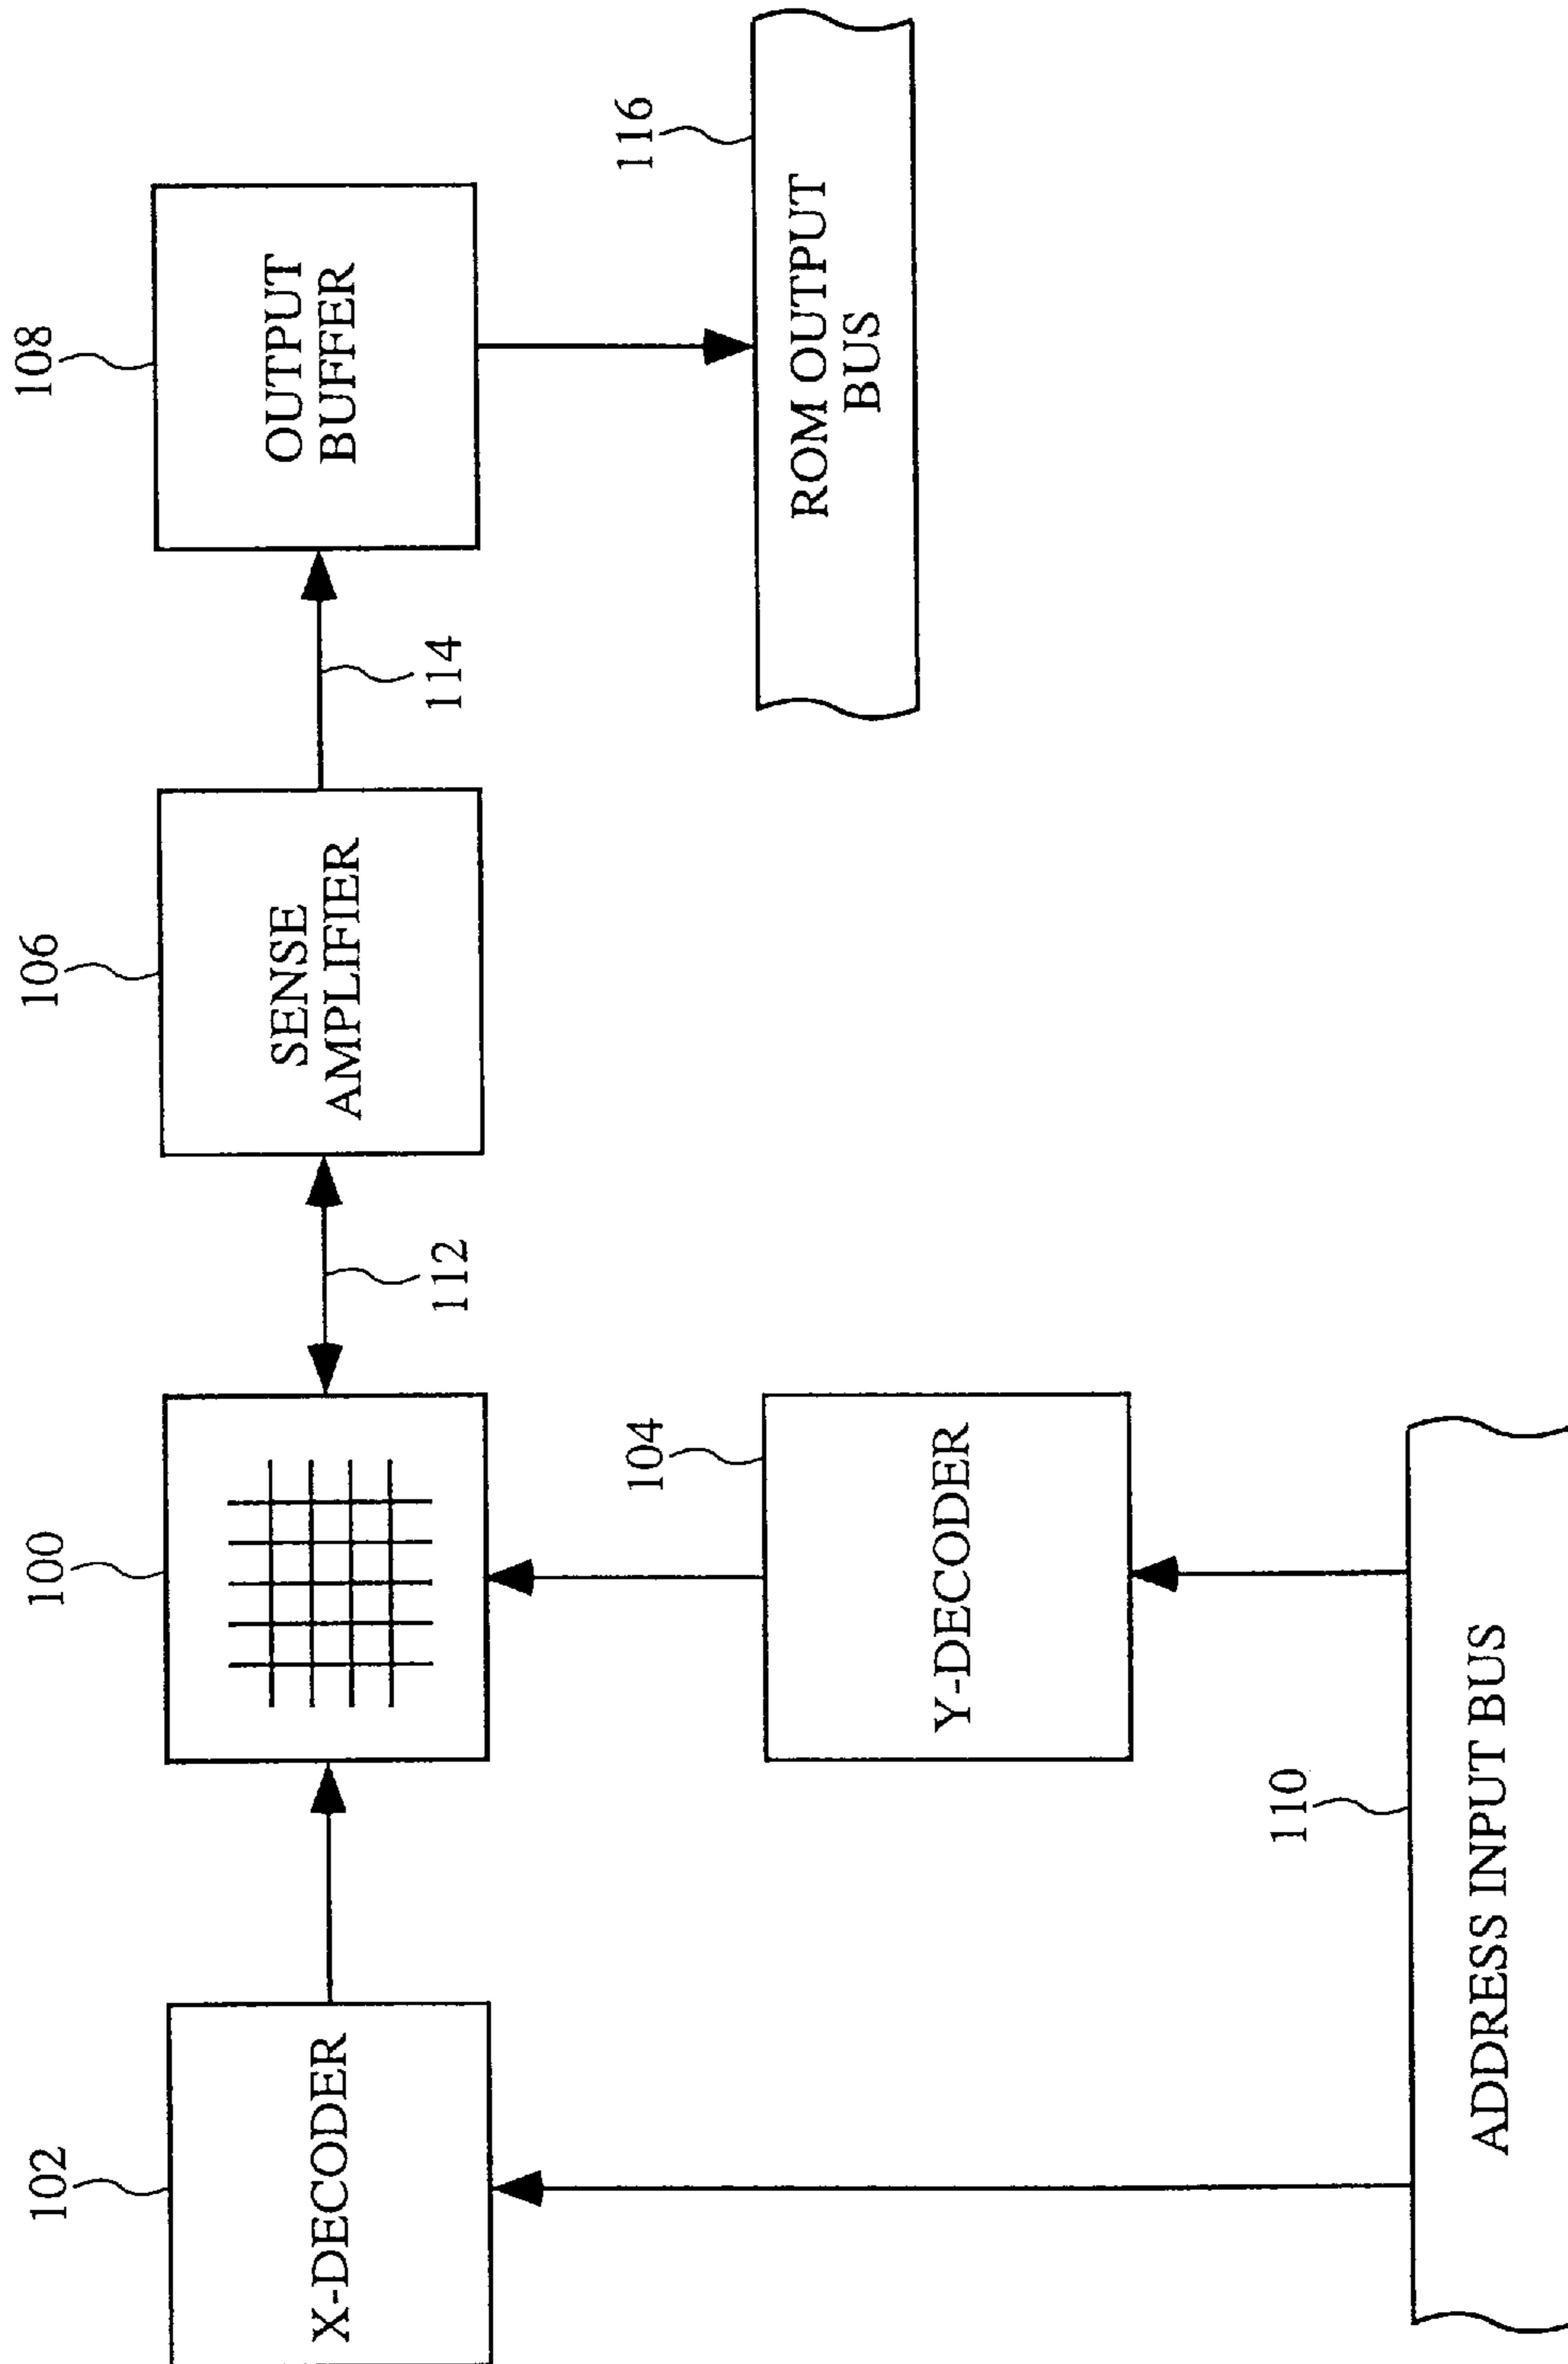 102
X-DECODER
100
106
SENSE
AMPLIFIER
108
OUTPUT
BUFFER
112
114
104
Y-DECODER
116
ROM OUTPUT
BUS
110
ADDRESS INPUT BUS